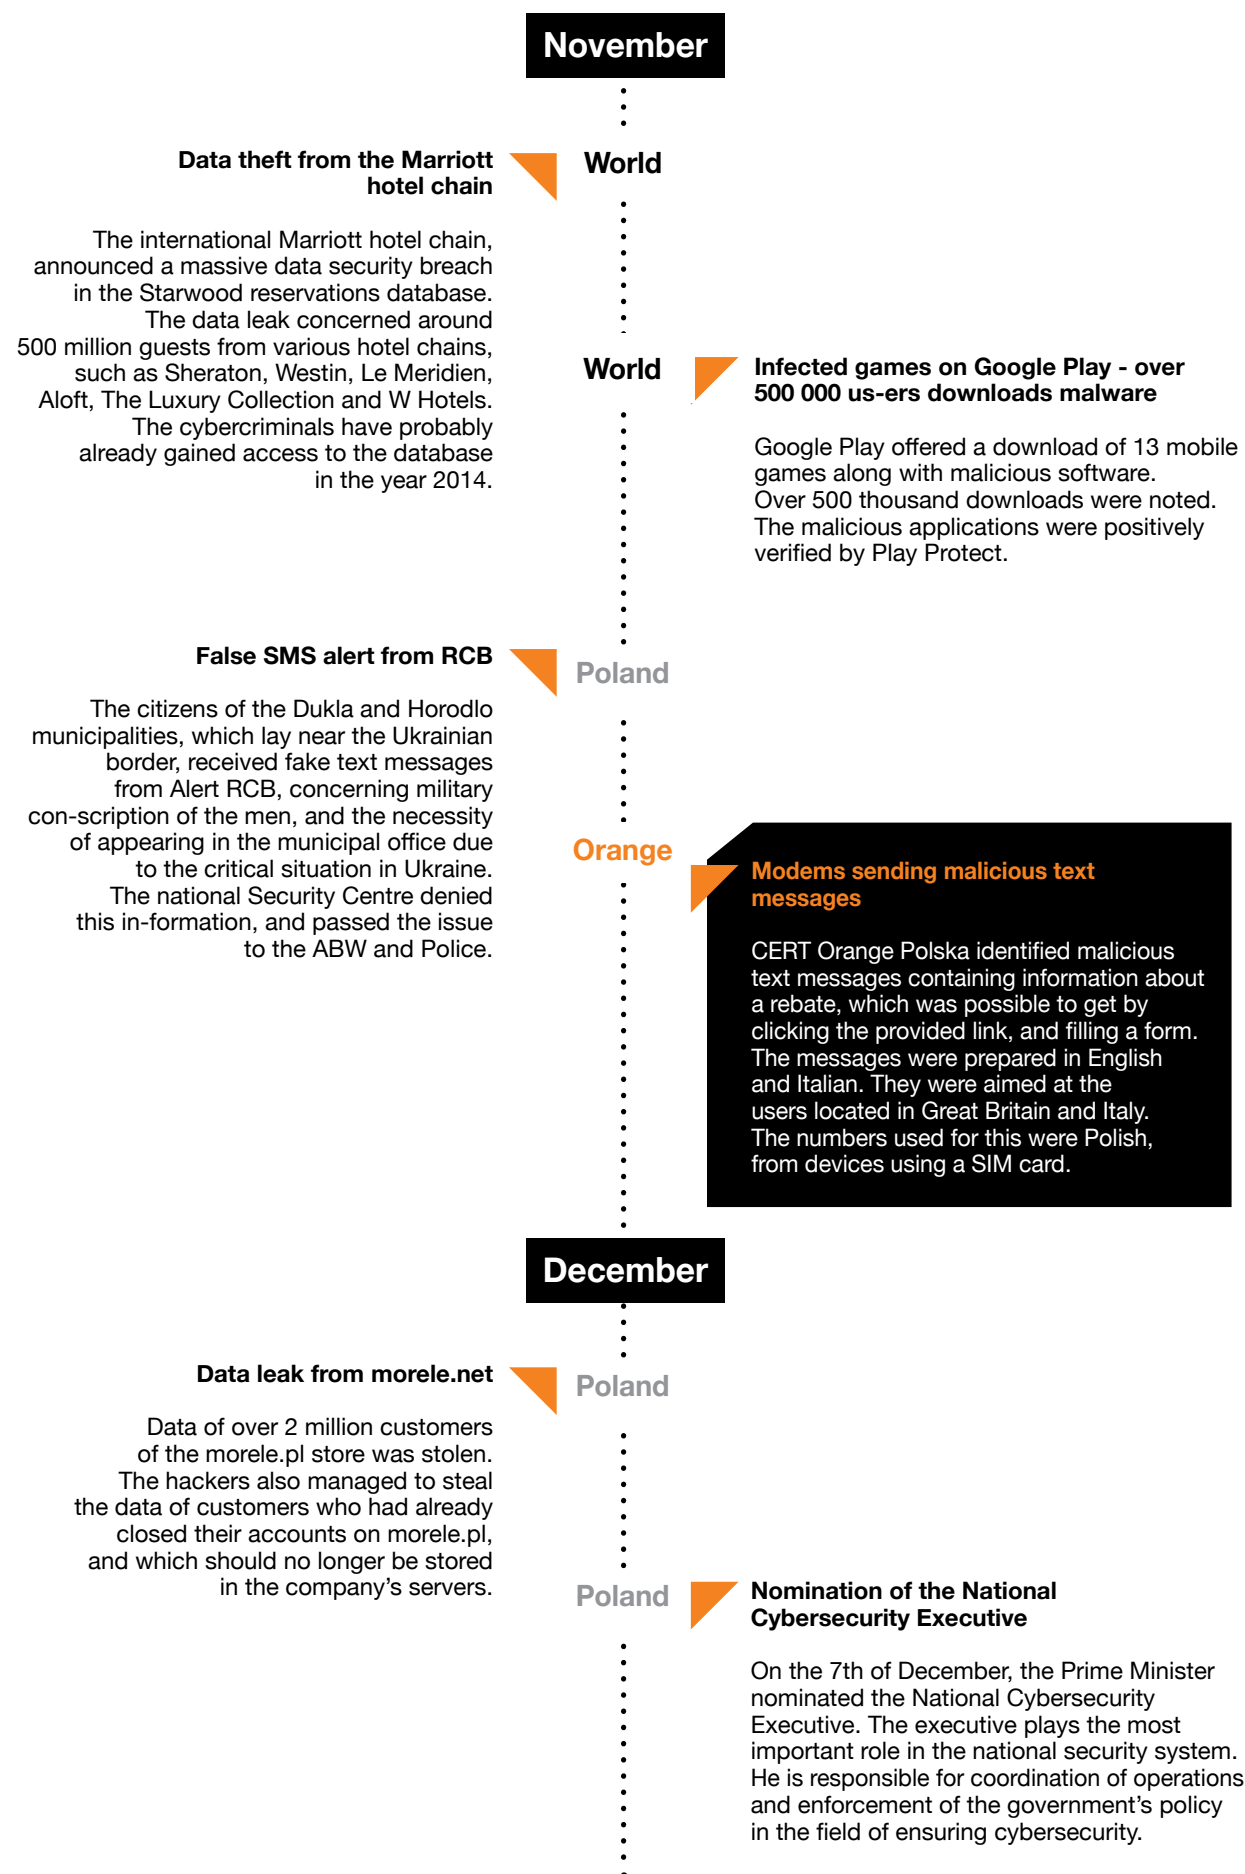 November
World
Data theft from the Marriott
hotel chain
The international Marriott hotel chain,
announced a massive data security breach
in the Starwood reservations database.
The data leak concerned around
500 million guests from various hotel chains,
such as Sheraton, Westin, Le Meridien,
Aloft, The Luxury Collection and W Hotels.
The cybercriminals have probably
already gained access to the database
in the year 2014.
World
Infected games on Google Play - over
500 000 us-ers downloads malware
Google Play offered a download of 13 mobile
games along with malicious software.
Over 500 thousand downloads were noted.
The malicious applications were positively
verified by Play Protect.
Poland
False SMS alert from RCB
The citizens of the Dukla and Horodlo
municipalities, which lay near the Ukrainian
border, received fake text messages
from Alert RCB, concerning military
con-scription of the men, and the necessity
of appearing in the municipal office due
to the critical situation in Ukraine.
The national Security Centre denied
this in-formation, and passed the issue
to the ABW and Police.
Orange
Modems sending malicious text
messages
CERT Orange Polska identified malicious
text messages containing information about
a rebate, which was possible to get by
clicking the provided link, and filling a form.
The messages were prepared in English
and Italian. They were aimed at the
users located in Great Britain and Italy.
The numbers used for this were Polish,
from devices using a SIM card.
December
Poland
Data leak from morele.net
Data of over 2 million customers
of the morele.pl store was stolen.
The hackers also managed to steal
the data of customers who had already
closed their accounts on morele.pl,
and which should no longer be stored
in the company's servers.
Poland
Nomination of the National
Cybersecurity Executive
On the 7th of December, the Prime Minister
nominated the National Cybersecurity
Executive. The executive plays the most
important role in the national security system.
He is responsible for coordination of operations
and enforcement of the government's policy
in the field of ensuring cybersecurity.